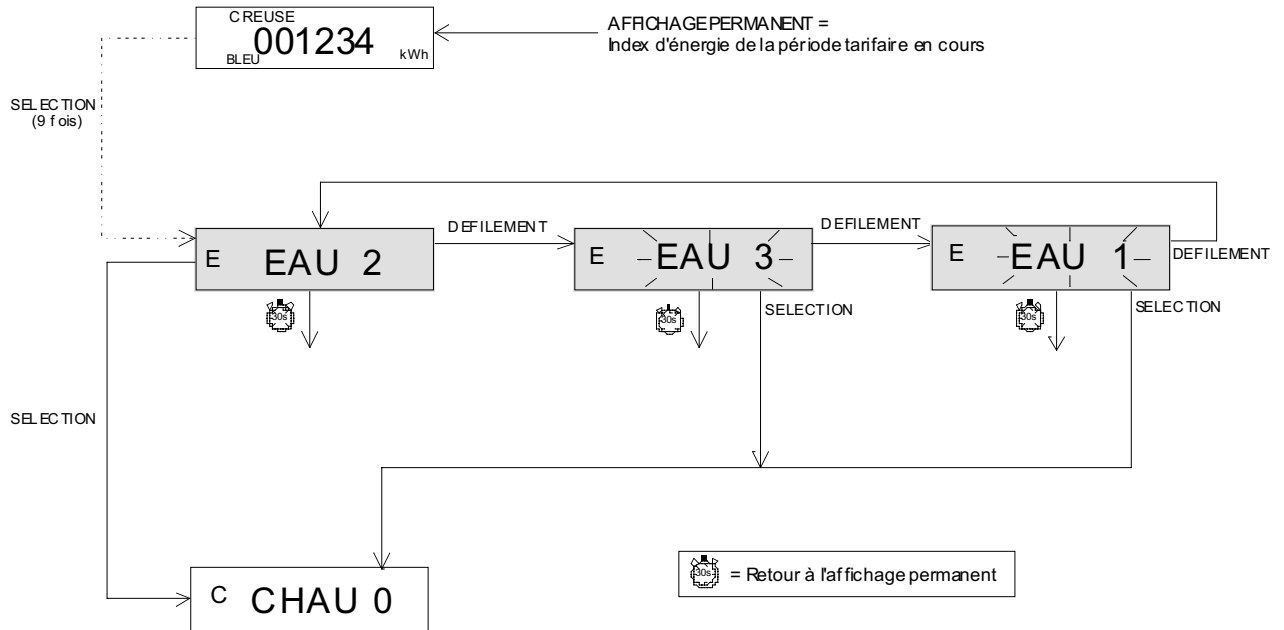 CREUSE
001234
BLEU
kWh
AFFICHAGE PERMANENT =
Index d'énergie de la période tarifaire en cours
SELECTION
(9 fois)
DEFILEMENT
DEFILEMENT
E EAU 2
E EAU 3
E EAU 1
DEFILEMENT
30s
30s
30s
SELECTION
SELECTION
SELECTION
30s = Retour à l'affichage permanent
C CHAU 0